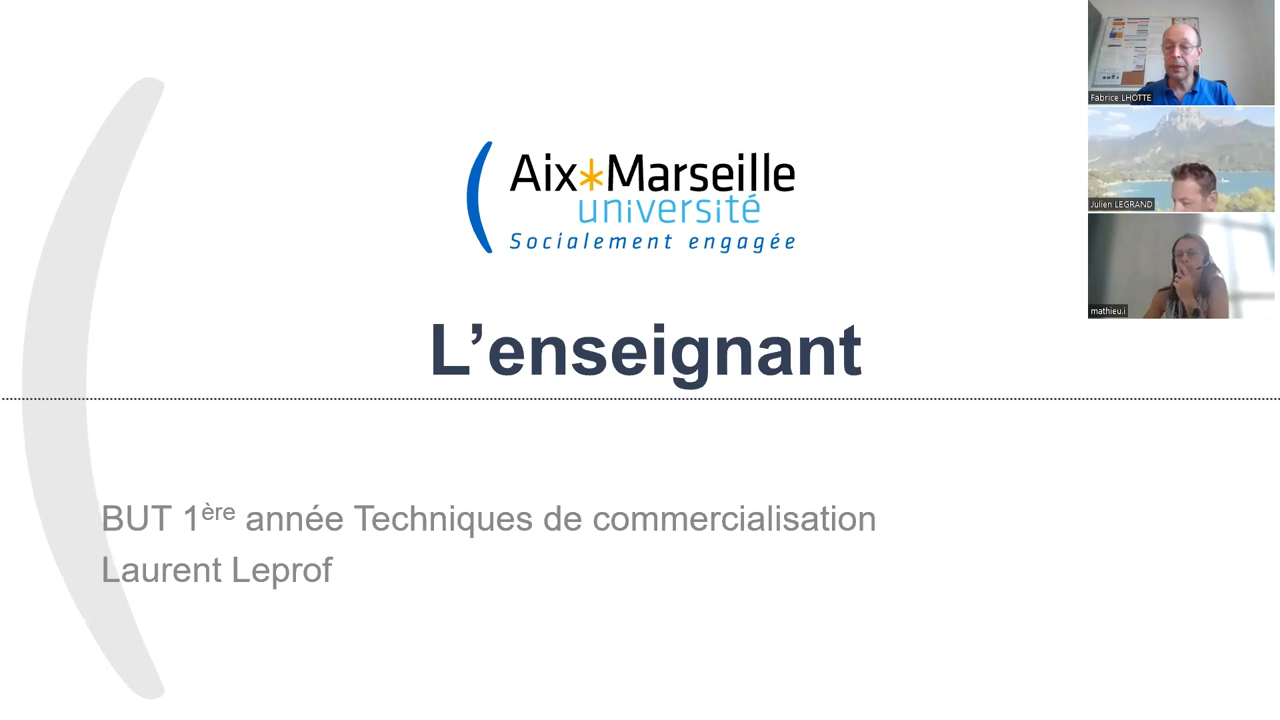 Aix*Marseille
université
Socialement engagée
L'enseignant
BUT 1ère année Techniques de commercialisation
Laurent Leprof
Fabrice LHOTTE
Julien LEGRAND
mathieu.i